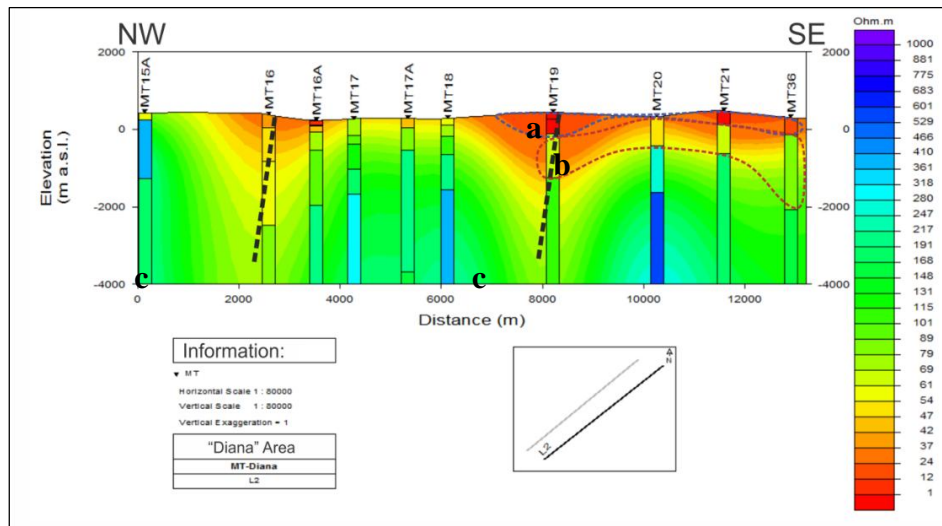 NW
SE
Ohm.m
MT15A
MT16
MT16A
MT17
MT17A
MT18
MT19
MT20
MT21
MT36
2000
0
-2000
-4000
Elevation
(m a.s.l.)
2000
0
-2000
-4000
a
b
c
c
0
2000
4000
6000
8000
10000
12000
Distance (m)
1000
881
775
683
601
529
466
410
361
318
280
247
217
191
168
148
131
115
101
89
79
69
61
54
47
42
37
24
12
1
Information:
MT
Horizontal Scale 1 : 80000
Vertical Scale 1 : 80000
Vertical Exaggeration = 1
"Diana" Area
MT-Diana
L2
L2
N